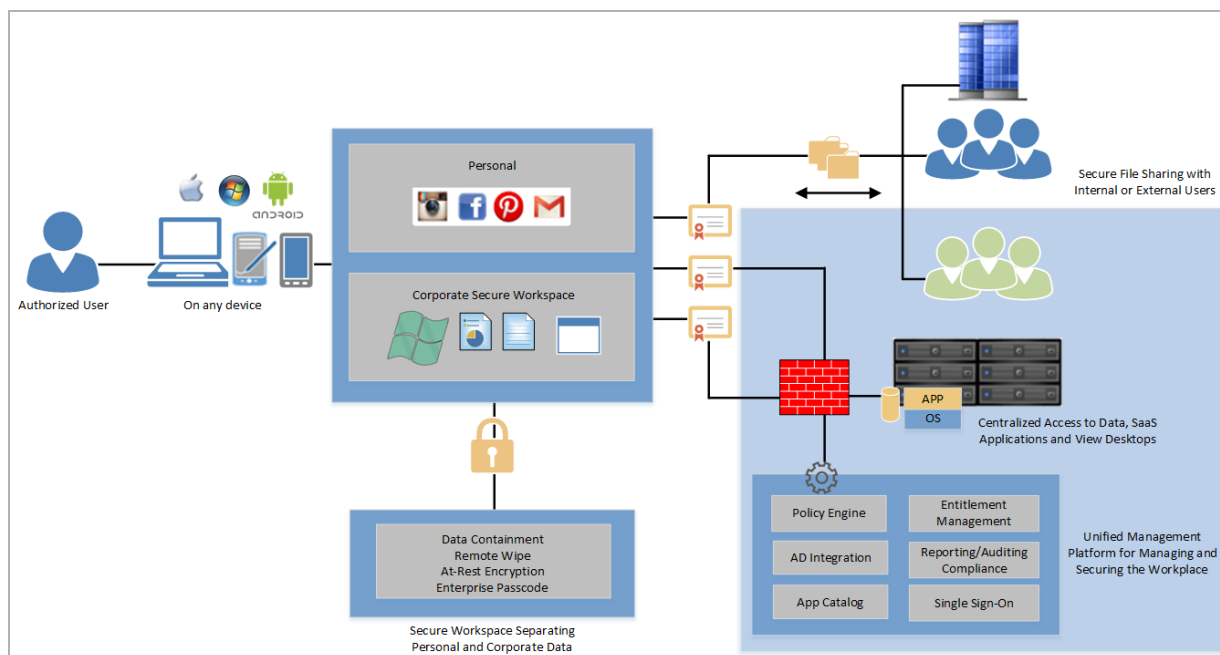 Personal
Secure File Sharing with
Internal or External Users
ANDROID
Authorized User
On any device
Corporate Secure Workspace
APP
OS
Centralized Access to Data, SaaS
Applications and View Desktops
Policy Engine
Entitlement
Management
AD Integration
Reporting/Auditing
Compliance
App Catalog
Single Sign-On
Unified Management
Platform for Managing and
Securing the Workplace
Data Containment
Remote Wipe
At-Rest Encryption
Enterprise Passcode
Secure Workspace Separating
Personal and Corporate Data